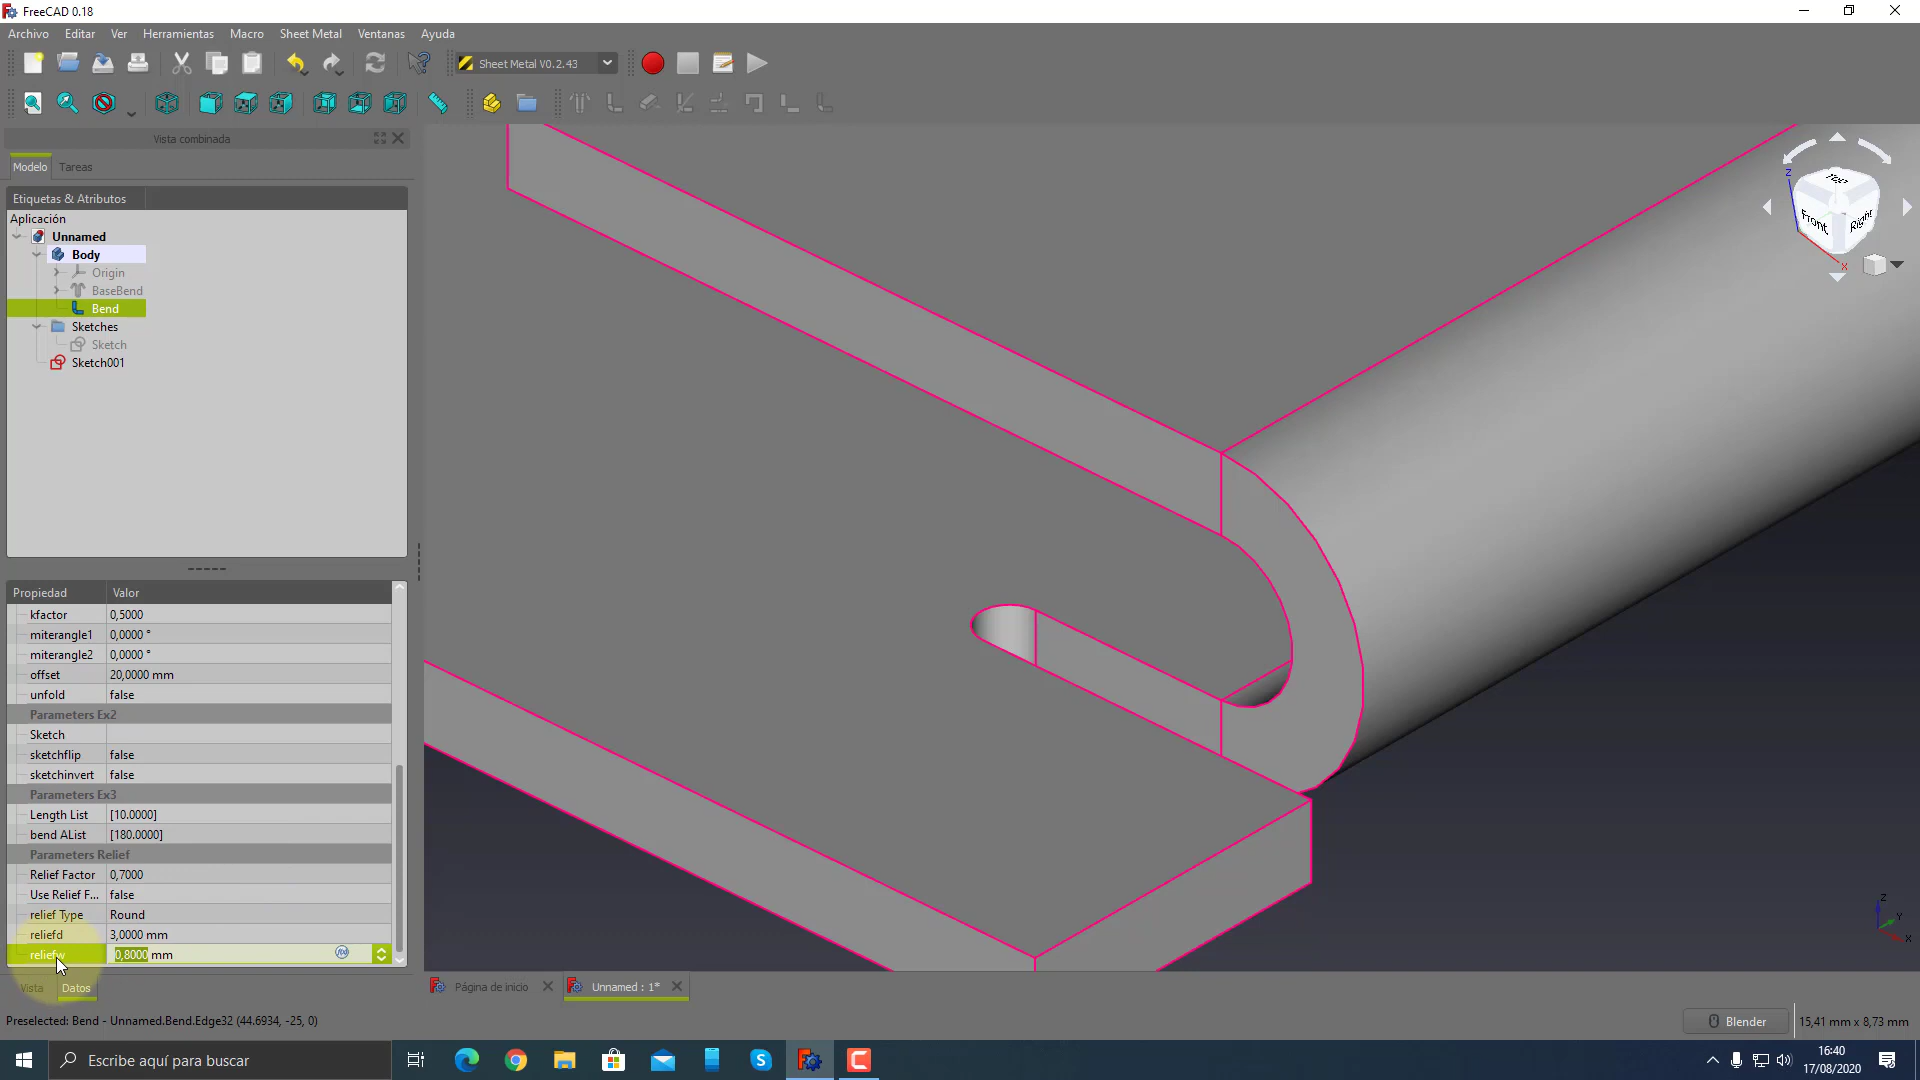 FreeCAD 0.18
Archivo Editar Ver Herramientas Macro Sheet Metal Ventanas Ayuda
Sheet Metal V0.2.43
Vista combinada
Modelo Tareas
Etiquetas & Atributos
Aplicación
Unnamed
Body
Origin
BaseBend
Bend
Sketches
Sketch
Sketch001
Propiedad Valor
kfactor 0,5000
miterangle1 0,0000 °
miterangle2 0,0000 °
offset 20,0000 mm
unfold false
Parameters Ex2
Sketch
sketchflip false
sketchinvert false
Parameters Ex3
Length List [10.0000]
bend AList [180.0000]
Parameters Relief
Relief Factor 0,7000
Use Relief F... false
relief Type Round
reliefd 3,0000 mm
reliefw 0,8000 mm
Vista Datos
Top
Front
Right
Z
X
Z
Y
X
Página de inicio
Unnamed : 1*
Preselected: Bend - Unnamed.Bend.Edge32 (44.6934, -25, 0)
Blender
15,41 mm x 8,73 mm
Escribe aquí para buscar
16:40
17/08/2020